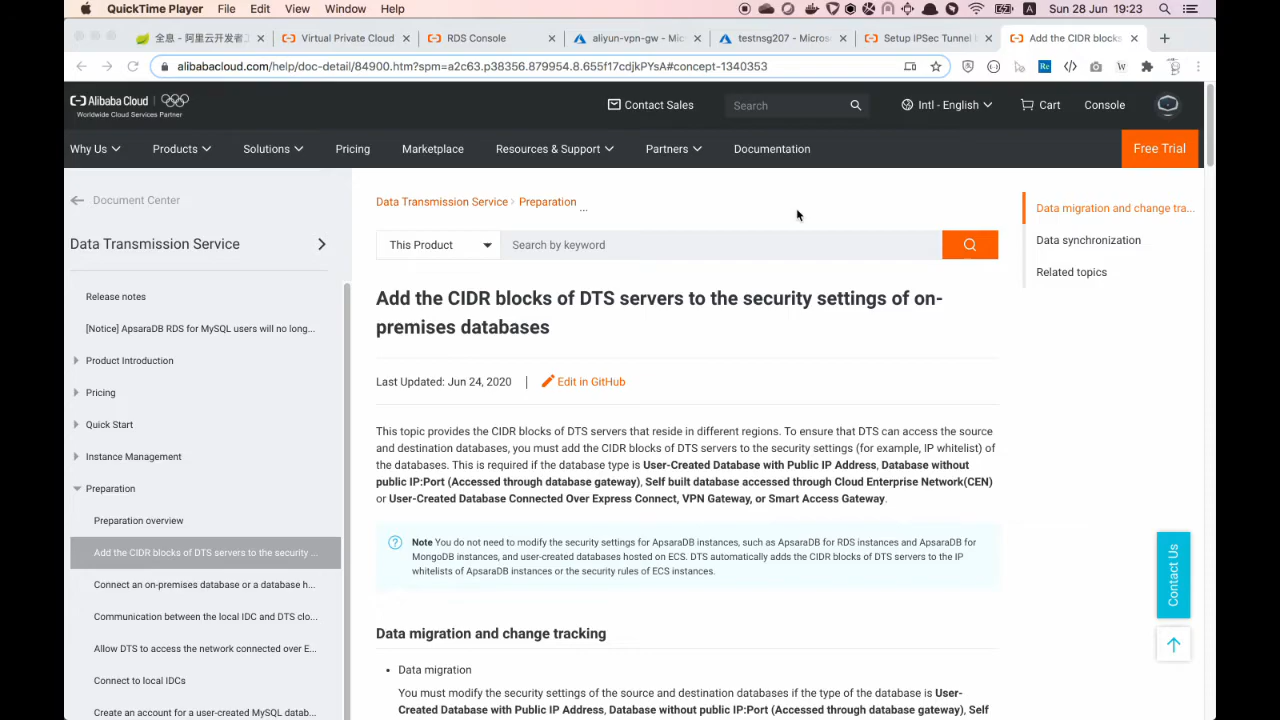 QuickTime Player File Edit View Window Help Sun 28 Jun 19:23
全息 - 阿里云开发者工 Virtual Private Cloud RDS Console aliyun-vpn-gw - Micros Microsoft testnsg207 - Microsoft Setup IPSec Tunnel b Add the CIDR blocks
alibabacloud.com/help/doc-detail/84900.htm?spm=a2c63.p38356.879954.8.655f17cdjkPYsA#concept-1340353
Alibaba Cloud
Worldwide Cloud Services Partner
Contact Sales Search Intl - English Cart Console
Why Us Products Solutions Pricing Marketplace Resources & Support Partners Documentation Free Trial
Document Center
Data Transmission Service
Release notes
[Notice] ApsaraDB RDS for MySQL users will no long...
Product Introduction
Pricing
Quick Start
Instance Management
Preparation
Preparation overview
Add the CIDR blocks of DTS servers to the security ...
Connect an on-premises database or a database h...
Communication between the local IDC and DTS clo...
Allow DTS to access the network connected over E...
Connect to local IDCs
Create an account for a user-created MySQL datab...
Data Transmission Service > Preparation
...
This Product Search by keyword
Add the CIDR blocks of DTS servers to the security settings of on-
premises databases
Last Updated: Jun 24, 2020 | Edit in GitHub
This topic provides the CIDR blocks of DTS servers that reside in different regions. To ensure that DTS can access the source
and destination databases, you must add the CIDR blocks of DTS servers to the security settings (for example, IP whitelist) of
the databases. This is required if the database type is User-Created Database with Public IP Address, Database without
public IP:Port (Accessed through database gateway), Self built database accessed through Cloud Enterprise Network(CEN)
or User-Created Database Connected Over Express Connect, VPN Gateway, or Smart Access Gateway.
Note You do not need to modify the security settings for ApsaraDB instances, such as ApsaraDB for RDS instances and ApsaraDB for
MongoDB instances, and user-created databases hosted on ECS. DTS automatically adds the CIDR blocks of DTS servers to the IP
whitelists of ApsaraDB instances or the security rules of ECS instances.
Data migration and change tracking
• Data migration
You must modify the security settings of the source and destination databases if the type of the database is User-
Created Database with Public IP Address, Database without public IP:Port (Accessed through database gateway), Self
Data migration and change tra...
Data synchronization
Related topics
Contact Us